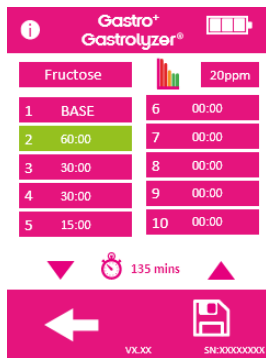 i
Gastro+
Gastrolyzer®
Fructose
20ppm
1 BASE
2 60:00
3 30:00
4 30:00
5 15:00
6 00:00
7 00:00
8 00:00
9 00:00
10 00:00
135 mins
VX.XX
SN:XXXXXXXX